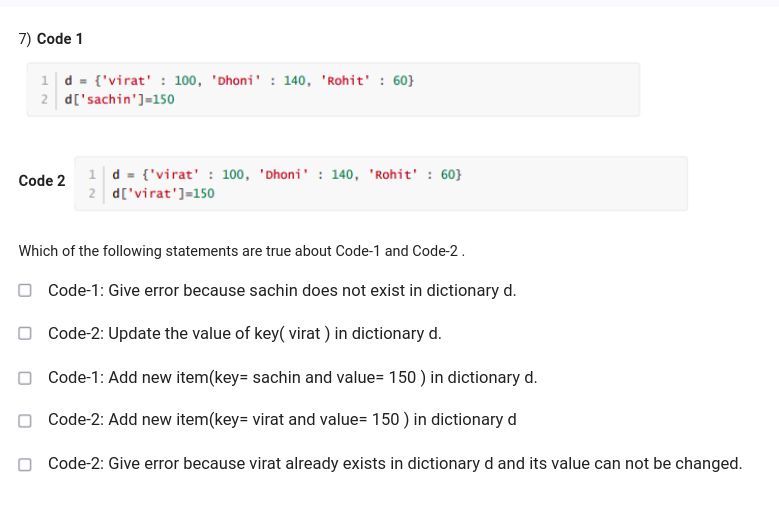 7) Code 1
1 d = {'virat' : 100, 'Dhoni' : 140, 'Rohit' : 60}
2 d['sachin']=150
Code 2
1 d = {'virat' : 100, 'Dhoni' : 140, 'Rohit' : 60}
2 d['virat']=150
Which of the following statements are true about Code-1 and Code-2 .
Code-1: Give error because sachin does not exist in dictionary d.
Code-2: Update the value of key( virat ) in dictionary d.
Code-1: Add new item(key= sachin and value= 150 ) in dictionary d.
Code-2: Add new item(key= virat and value= 150 ) in dictionary d
Code-2: Give error because virat already exists in dictionary d and its value can not be changed.